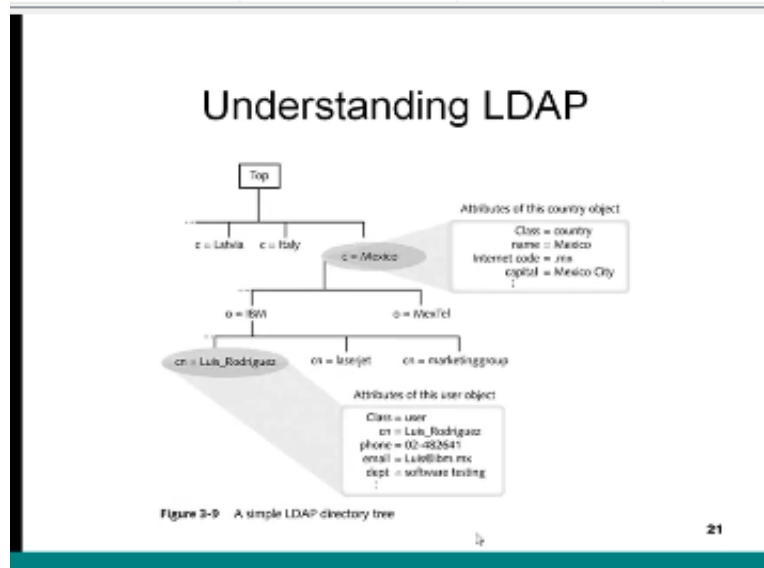 Understanding LDAP
Top
Attributes of this country object
c = Latvia c = Italy
c = Mexico
Class = country
name = Mexico
Internet code = .mx
capital = Mexico City
o = IBM o = MexTel
cn = Luis_Rodriguez cn = laserjet cn = marketinggroup
Attributes of this user object
Class = user
cn = Luis_Rodriguez
phone = 02-482641
email = Luis@ibm.mx
dept = software testing
Figure 3-9 A simple LDAP directory tree
21